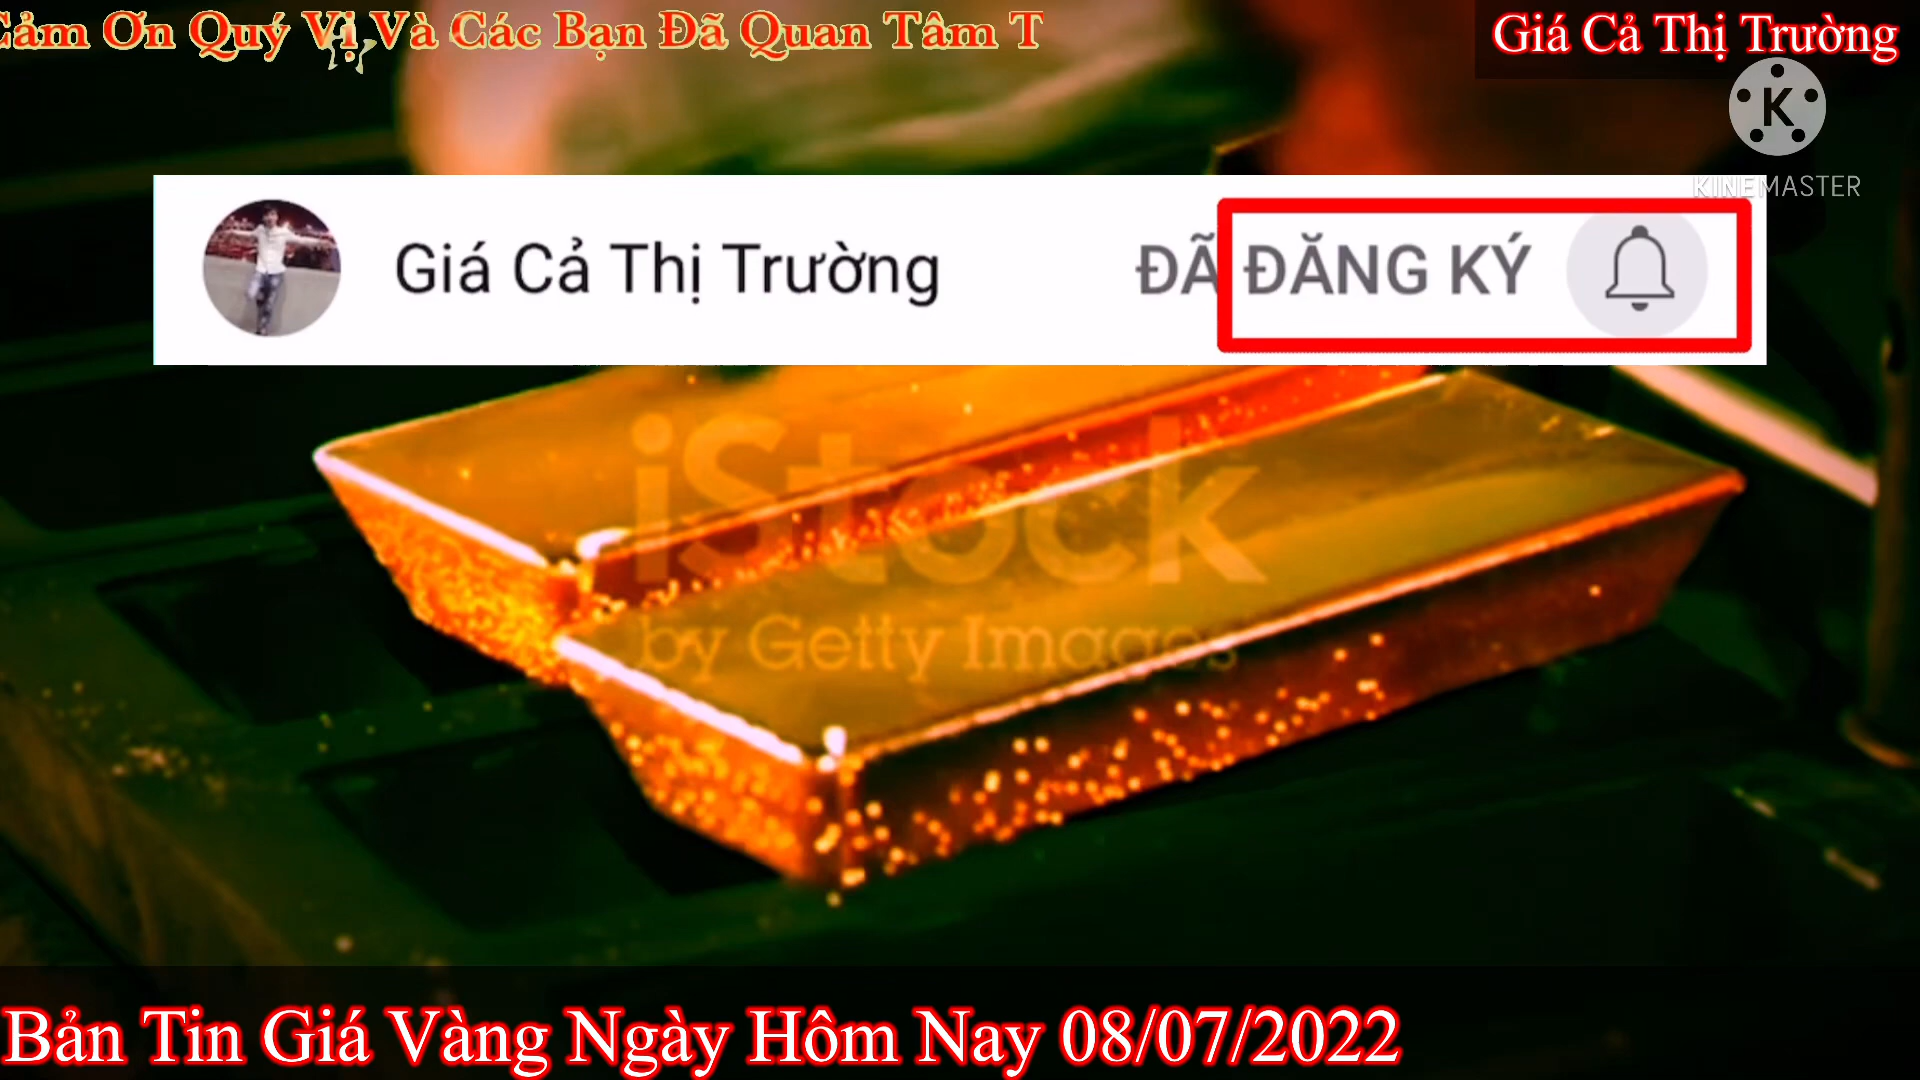 Cảm Ơn Quý Vị Và Các Bạn Đã Quan Tâm T
Giá Cả Thị Trường
K
KINEMASTER
Giá Cả Thị Trường
ĐÃ ĐĂNG KÝ
iStock
by Getty Images
Bản Tin Giá Vàng Ngày Hôm Nay 08/07/2022